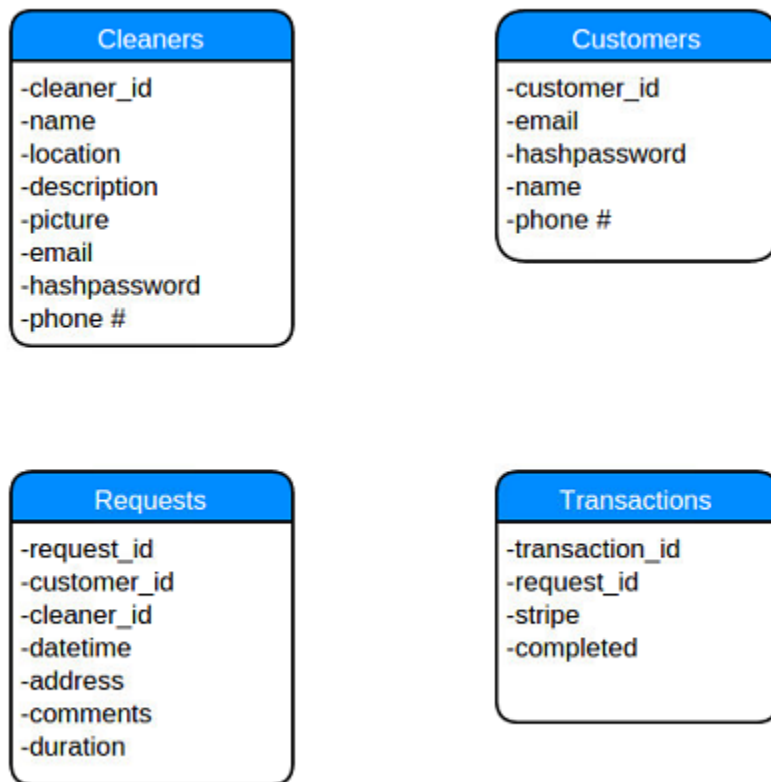 Cleaners
-cleaner_id
-name
-location
-description
-picture
-email
-hashpassword
-phone #
Customers
-customer_id
-email
-hashpassword
-name
-phone #
Requests
-request_id
-customer_id
-cleaner_id
-datetime
-address
-comments
-duration
Transactions
-transaction_id
-request_id
-stripe
-completed